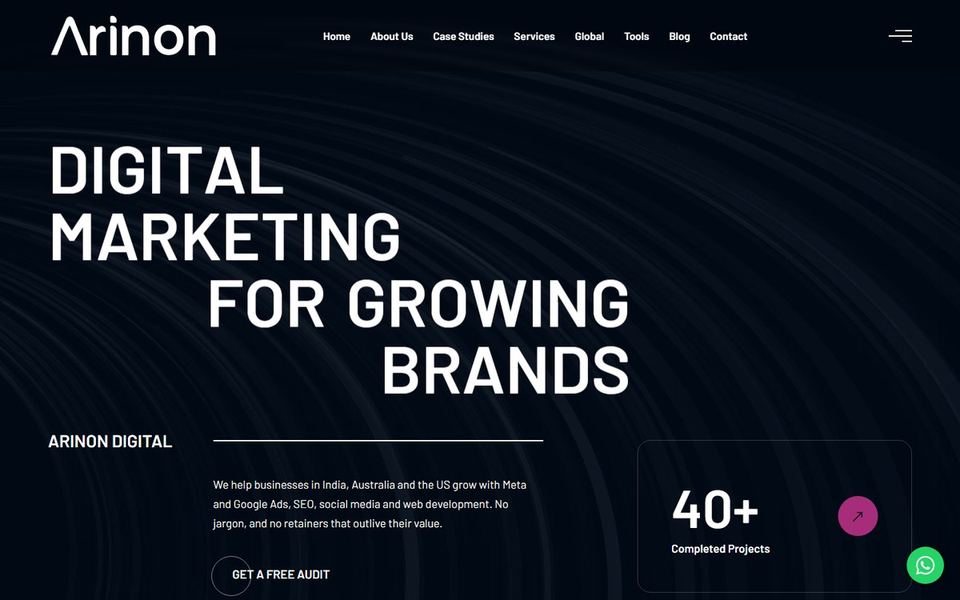 Arinon
Home About Us Case Studies Services Global Tools Blog Contact
DIGITAL
MARKETING
FOR GROWING
BRANDS
ARINON DIGITAL
We help businesses in India, Australia and the US grow with Meta
and Google Ads, SEO, social media and web development. No
jargon, and no retainers that outlive their value.
GET A FREE AUDIT
40+
Completed Projects